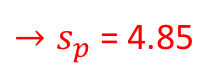 → sₚ = 4.85